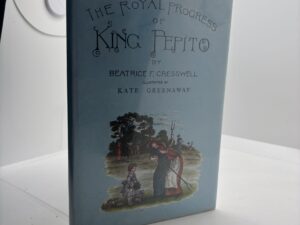 THE ROYAL PROGRESS
OF
KING PEPITO
BY
BEATRICE F. CRESSWELL
ILLUSTRATED BY
KATE GREENAWAY